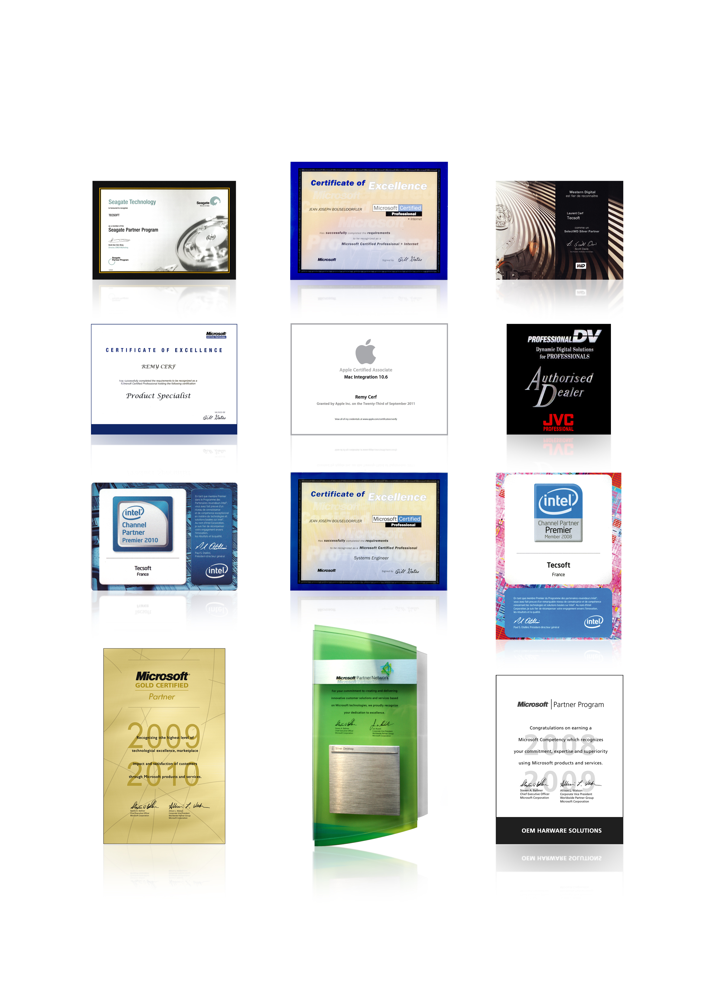 Seagate Technology
is honoured to recognise
TECSOFT
as a member of the
Seagate Partner Program
Henk Van Den Berg
Director, EMEA Marketing
Seagate
Partner Program
Seagate
Certificate of Excellence
JEAN JOSEPH BOUSEUDORFLER
Microsoft Certified
Professional
+ Internet
Has successfully completed the requirements
to be recognized as a
Microsoft Certified Professional + Internet
Microsoft
Signed by Bill Gates
Western Digital
est fier de reconnaître
Laurent Cerf
Tecsoft
comme un
SelectWD Silver Partner
Scott Davis
WD
Microsoft
CERTIFIED PROFESSIONAL
CERTIFICATE OF EXCELLENCE
REMY CERF
has successfully completed the requirements to be recognized as a
Microsoft Certified Professional holding the following certification
Product Specialist
SIGNED BY
Bill Gates
Apple Certified Associate
Mac Integration 10.6
Remy Cerf
Granted by Apple Inc. on the Twenty-Third of September 2011
View all of my credentials at www.apple.com/certification/verify
PROFESSIONAL DV
Dynamic Digital Solutions
for PROFESSIONALS
Authorised
Dealer
JVC
PROFESSIONAL
intel
Channel
Partner
Premier 2010
Tecsoft
France
En tant que membre Premier
dans le Programme des
Partenaires-revendeurs Intel®,
vous avez fait preuve d'un
niveau de connaissance
et de compétence exceptionnel
en matière de technologies et
solutions basées sur Intel®.
Au nom d'Intel Corporation,
je suis fier de récompenser
votre engagement envers
l'innovation,
les résultats et la qualité.
Paul S. Otellini,
Président-directeur général
intel
Certificate of Excellence
JEAN JOSEPH BOUSEUDORFLER
Microsoft Certified
Professional
Has successfully completed the requirements
to be recognized as a Microsoft Certified Professional
Systems Engineer
Microsoft
Signed by Bill Gates
intel
Channel Partner
Premier
Member 2008
Tecsoft
France
En tant que membre Premier du Programme des partenaires-revendeurs Intel®,
vous avez fait preuve d'un remarquable niveau de connaissance et de compétence
concernant les technologies et solutions basées sur Intel®. Au nom d'Intel
Corporation, je suis fier de récompenser votre engagement envers l'innovation,
les résultats et la qualité.
Paul S. Otellini, Président-directeur général
intel
Microsoft
GOLD CERTIFIED
Partner
2009
2010
Recognizing tthe highest level of
technological excellence, marketplace
impact and satisfaction of customers
through Microsoft products and services.
Steven A. Ballmer
Chief Executive Officer
Microsoft Corporation
Allison L. Watson
Corporate Vice President
Worldwide Partner Group
Microsoft Corporation
Microsoft Partner Network
For your commitment to creating and delivering
innovative customer solutions and services based
on Microsoft technologies, we proudly recognize
your dedication to excellence.
Steven A. Ballmer
Chief Executive Officer
Microsoft Corporation
Jon Roskill
Corporate Vice President
Worldwide Partner Group
Microsoft Corporation
Silver Desktop
Microsoft Partner Program
Congratulations on earning a
Microsoft Competency which recognizes
your commitment, expertise and superiority
using Microsoft products and services.
2008
2009
Steven A. Ballmer
Chief Executive Officer
Microsoft Corporation
Allison L. Watson
Corporate Vice President
Worldwide Partner Group
Microsoft Corporation
OEM HARWARE SOLUTIONS